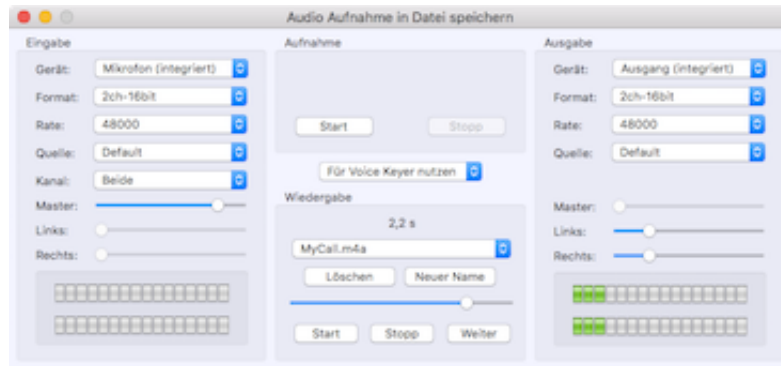 Audio Aufnahme in Datei speichern
Eingabe
Gerät: Mikrofon (integriert)
Format: 2ch-16bit
Rate: 48000
Quelle: Default
Kanal: Beide
Master:
Links:
Rechts:
Aufnahme
Start Stopp
Für Voice Keyer nutzen
Wiedergabe
2,2 s
MyCall.m4a
Löschen Neuer Name
Start Stopp Weiter
Ausgabe
Gerät: Ausgang (integriert)
Format: 2ch-16bit
Rate: 48000
Quelle: Default
Master:
Links:
Rechts: